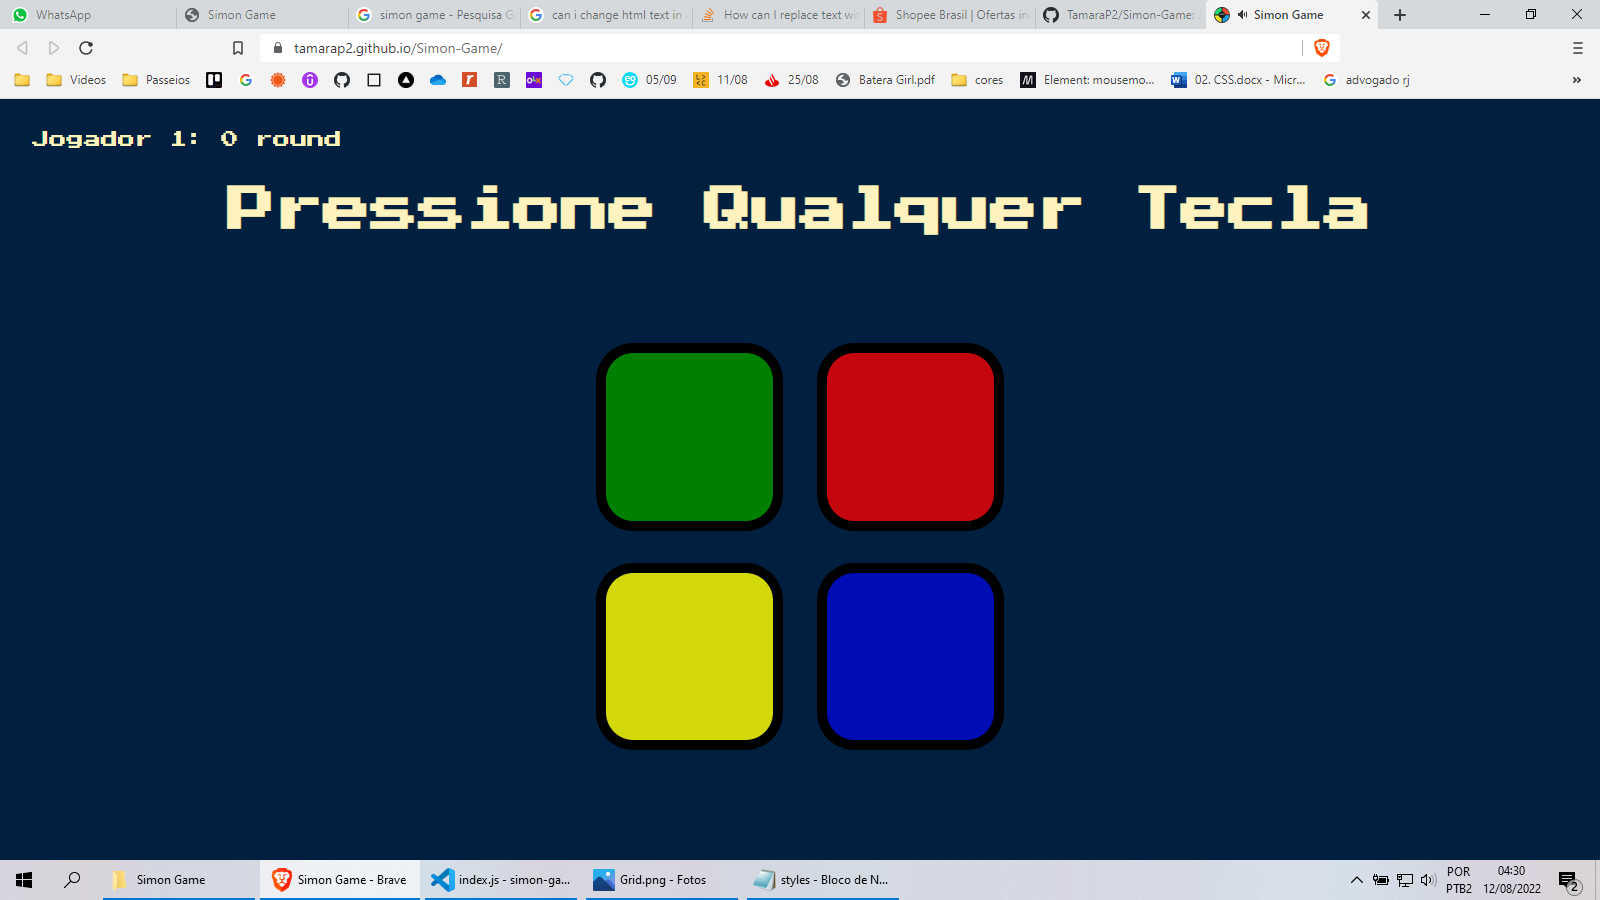 WhatsApp
Simon Game
simon game - Pesquisa G
can i change html text in
How can I replace text wi
Shopee Brasil | Ofertas in
TamaraP2/Simon-Game:
Simon Game
tamarap2.github.io/Simon-Game/
Videos
Passeios
05/09
11/08
25/08
Batera Girl.pdf
cores
Element: mousemo...
02. CSS.docx - Micr...
advogado rj
Jogador 1: 0 round
Pressione Qualquer Tecla
Simon Game
Simon Game - Brave
index.js - simon-ga...
Grid.png - Fotos
styles - Bloco de N...
POR
PTB2
04:30
12/08/2022
2